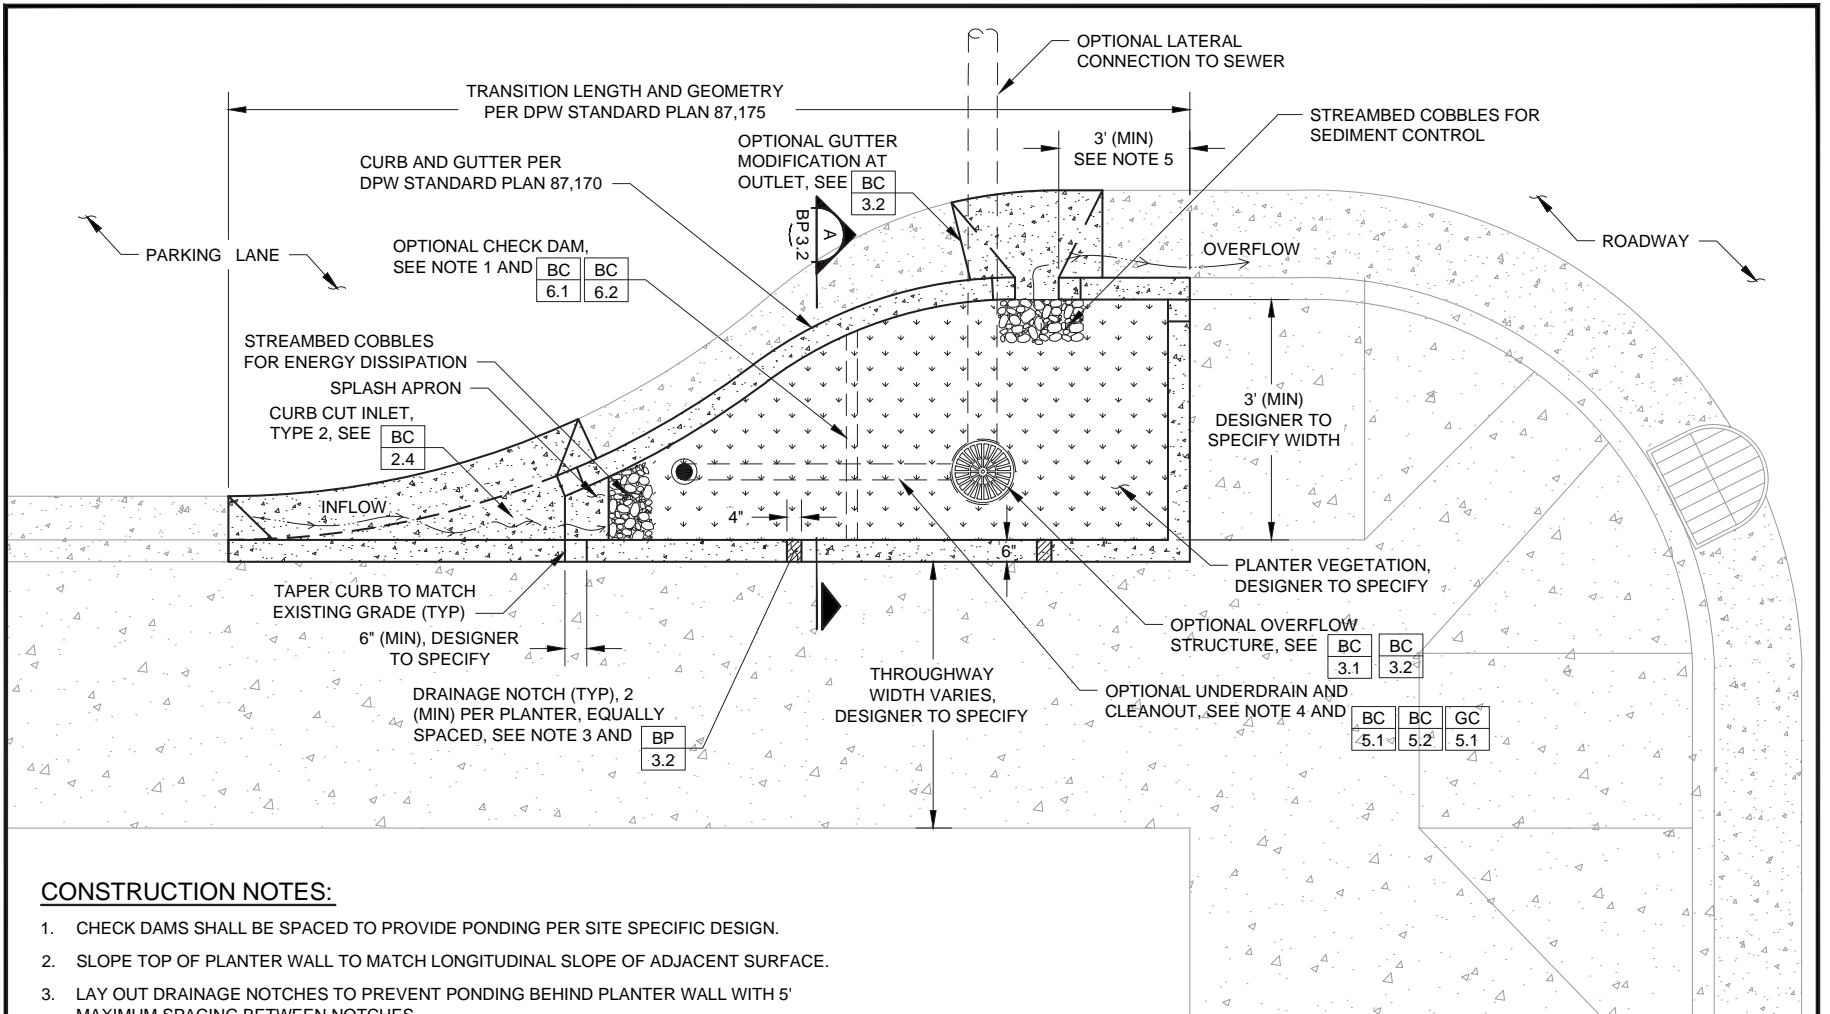 OPTIONAL LATERAL
CONNECTION TO SEWER
TRANSITION LENGTH AND GEOMETRY
PER DPW STANDARD PLAN 87,175
STREAMBED COBBLES FOR
SEDIMENT CONTROL
3' (MIN)
SEE NOTE 5
OPTIONAL GUTTER
MODIFICATION AT
OUTLET, SEE BC
3.2
CURB AND GUTTER PER
DPW STANDARD PLAN 87,170
A
BP 3.2
PARKING LANE
ROADWAY
OVERFLOW
OPTIONAL CHECK DAM,
SEE NOTE 1 AND BC BC
6.1 6.2
STREAMBED COBBLES
FOR ENERGY DISSIPATION
SPLASH APRON
CURB CUT INLET,
TYPE 2, SEE BC
2.4
INFLOW
3' (MIN)
DESIGNER TO
SPECIFY WIDTH
4"
6"
TAPER CURB TO MATCH
EXISTING GRADE (TYP)
6" (MIN), DESIGNER
TO SPECIFY
PLANTER VEGETATION,
DESIGNER TO SPECIFY
OPTIONAL OVERFLOW
STRUCTURE, SEE BC BC
3.1 3.2
DRAINAGE NOTCH (TYP), 2
(MIN) PER PLANTER, EQUALLY
SPACED, SEE NOTE 3 AND BP
3.2
THROUGHWAY
WIDTH VARIES,
DESIGNER TO SPECIFY
OPTIONAL UNDERDRAIN AND
CLEANOUT, SEE NOTE 4 AND BC BC GC
5.1 5.2 5.1
CONSTRUCTION NOTES:
1. CHECK DAMS SHALL BE SPACED TO PROVIDE PONDING PER SITE SPECIFIC DESIGN.
2. SLOPE TOP OF PLANTER WALL TO MATCH LONGITUDINAL SLOPE OF ADJACENT SURFACE.
3. LAY OUT DRAINAGE NOTCHES TO PREVENT PONDING BEHIND PLANTER WALL WITH 5'
MAXIMUM SPACING BETWEEN NOTCHES